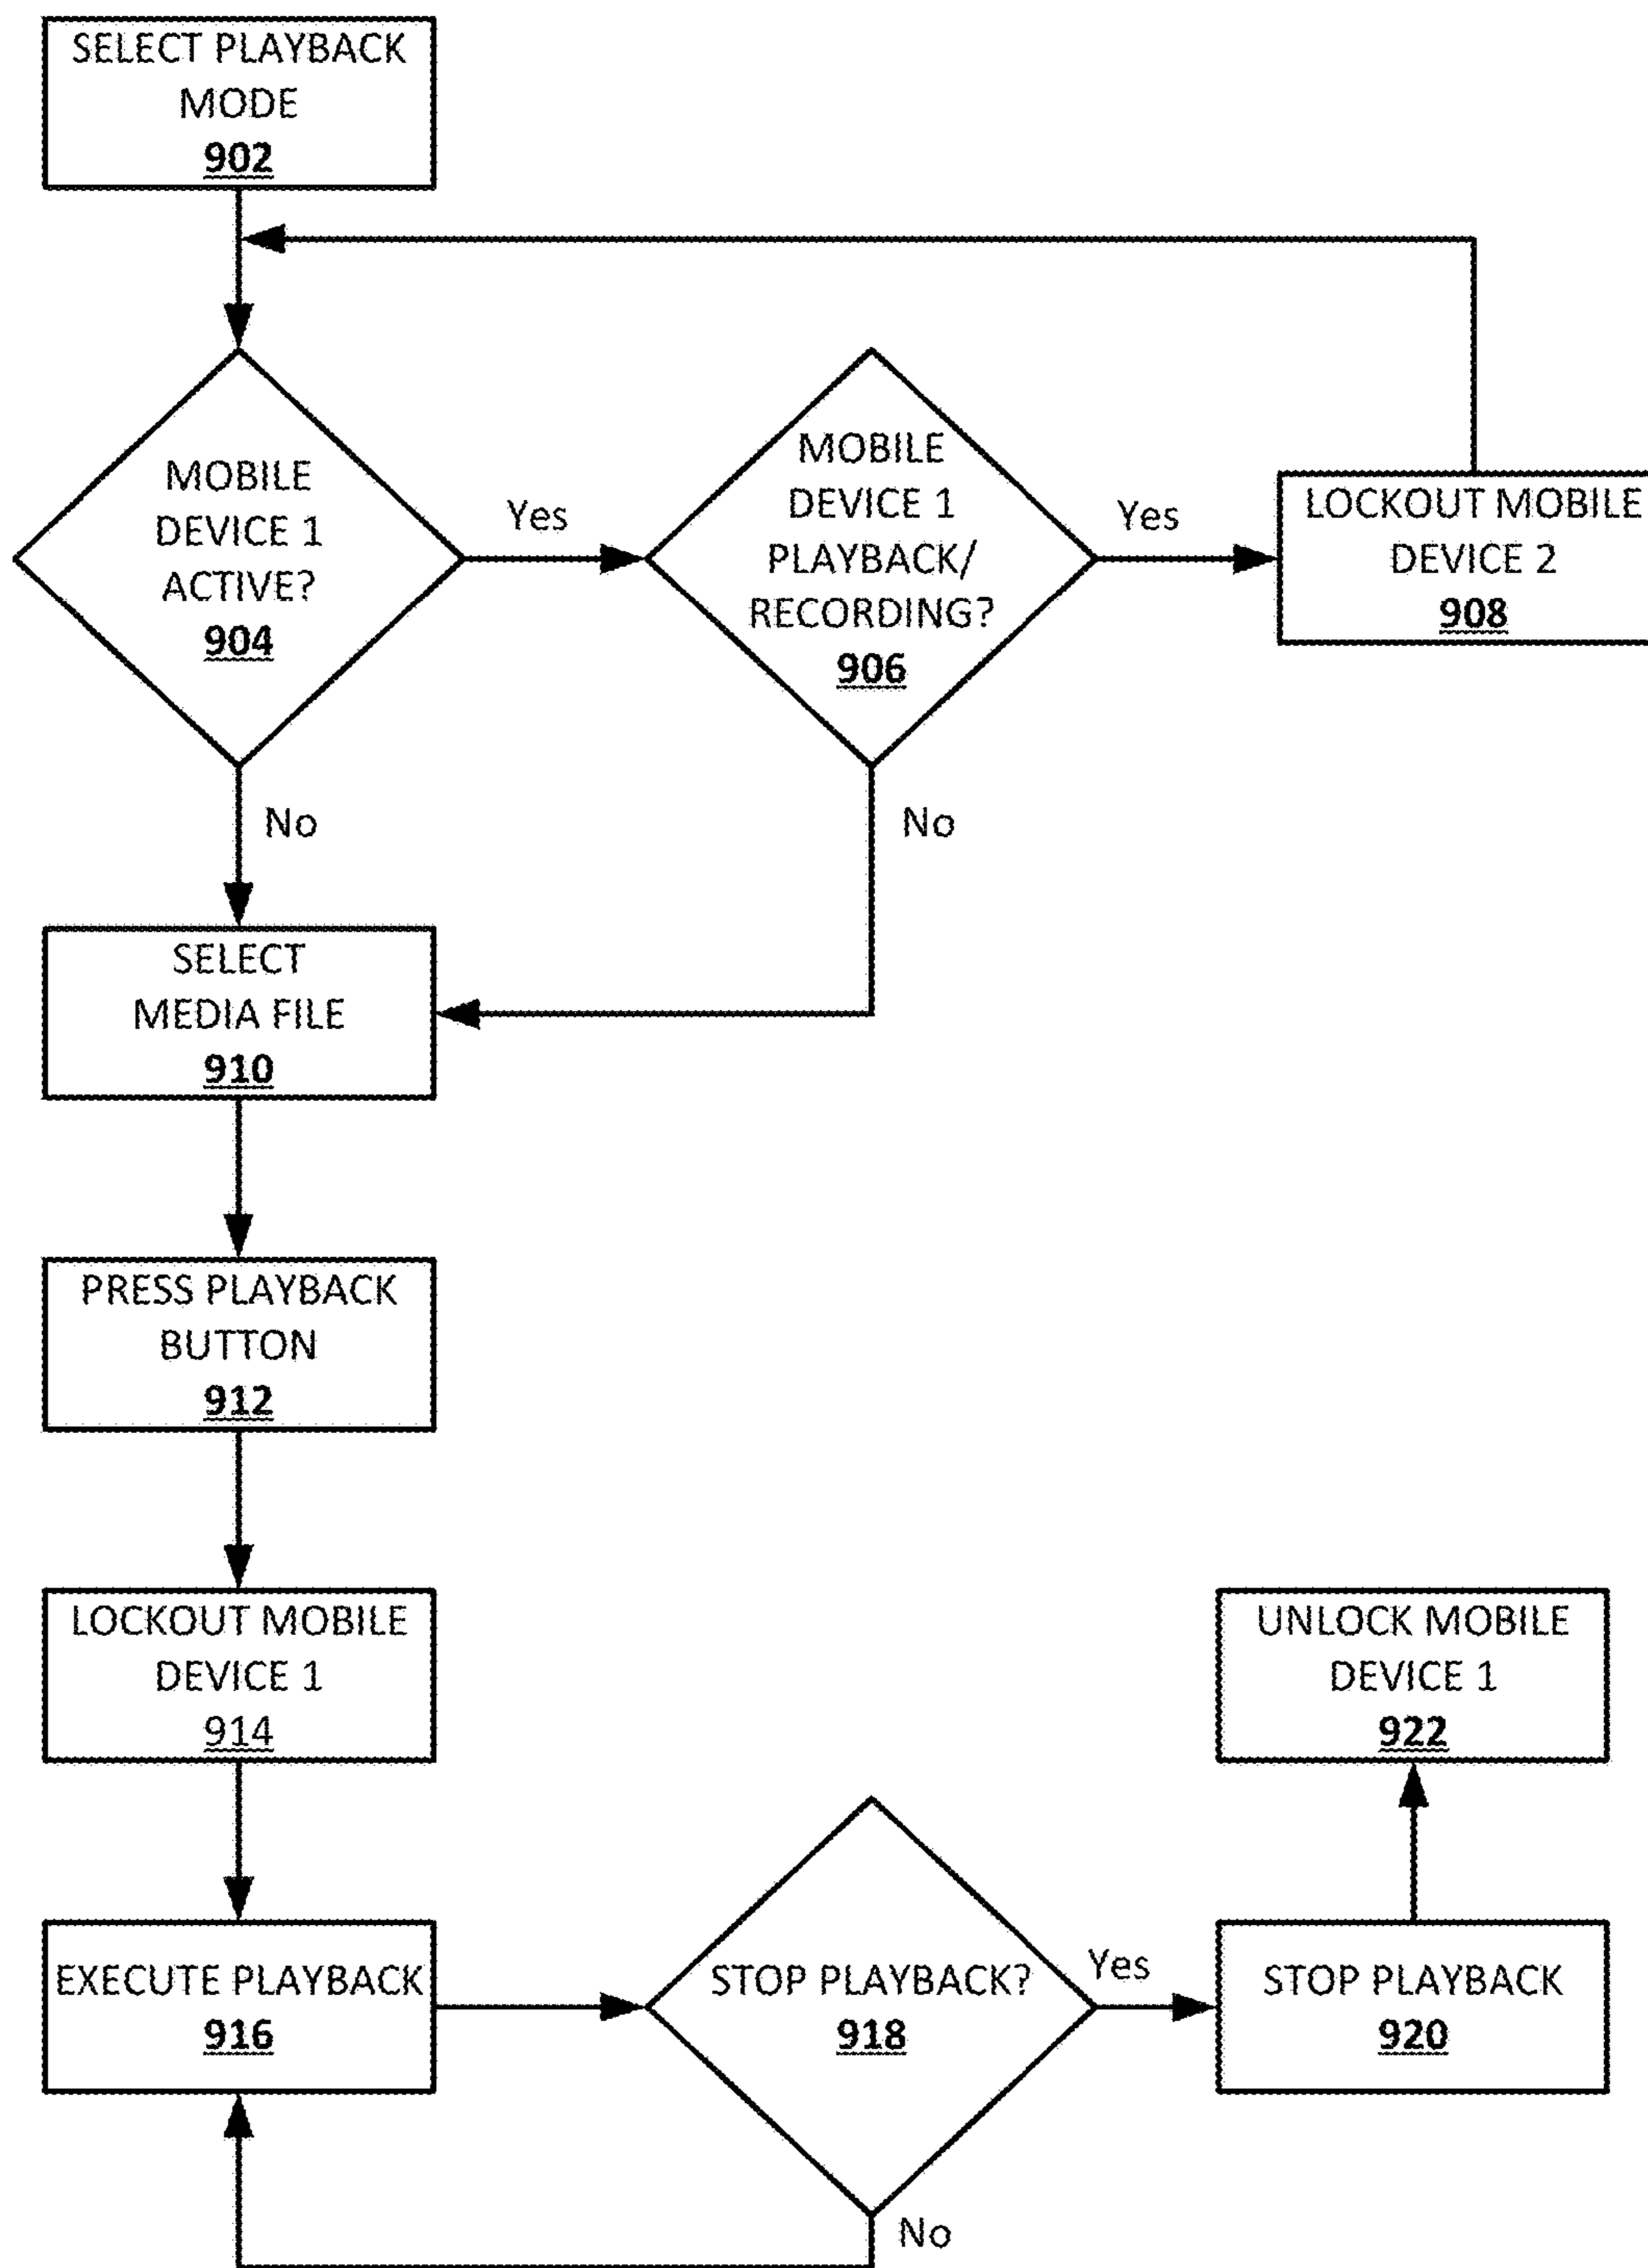 SELECT PLAYBACK
MODE
902
MOBILE
DEVICE 1
ACTIVE?
904
Yes
MOBILE
DEVICE 1
PLAYBACK/
RECORDING?
906
Yes
LOCKOUT MOBILE
DEVICE 2
908
No
No
SELECT
MEDIA FILE
910
PRESS PLAYBACK
BUTTON
912
LOCKOUT MOBILE
DEVICE 1
914
UNLOCK MOBILE
DEVICE 1
922
EXECUTE PLAYBACK
916
STOP PLAYBACK?
918
Yes
STOP PLAYBACK
920
No